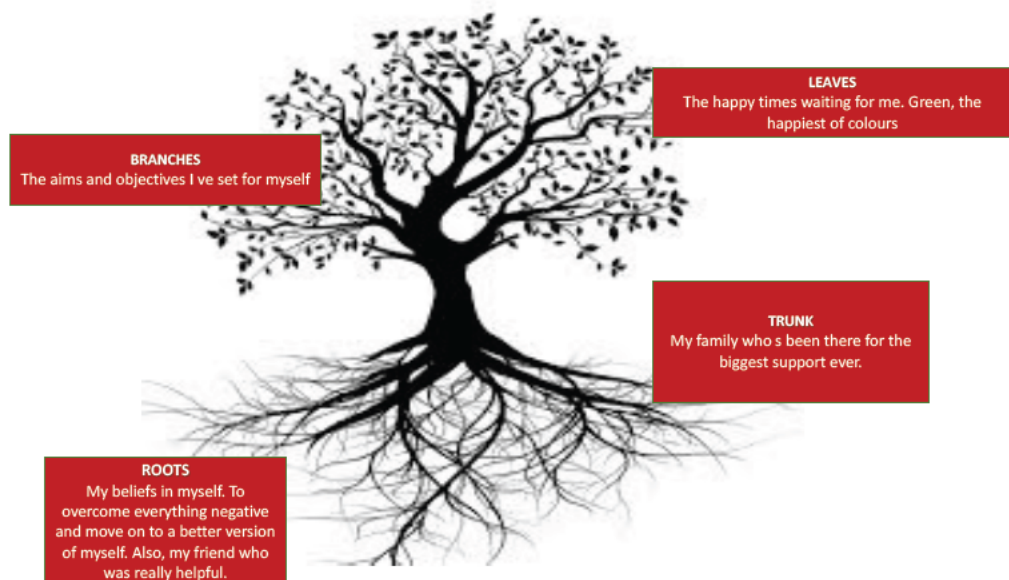 LEAVES
The happy times waiting for me. Green, the
happiest of colours
BRANCHES
The aims and objectives I ve set for myself
TRUNK
My family who s been there for the
biggest support ever.
ROOTS
My beliefs in myself. To
overcome everything negative
and move on to a better version
of myself. Also, my friend who
was really helpful.